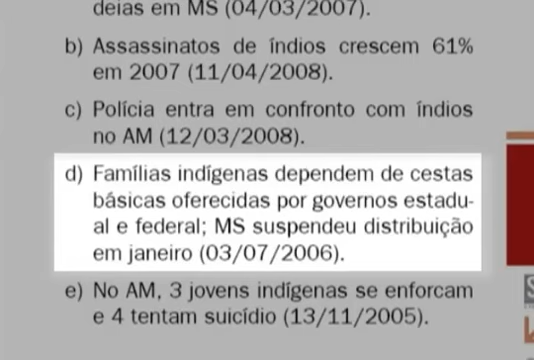 deias em MS (04/03/2007).
b) Assassinatos de índios crescem 61%
em 2007 (11/04/2008).
c) Polícia entra em confronto com índios
no AM (12/03/2008).
d) Famílias indígenas dependem de cestas
básicas oferecidas por governos estadu-
al e federal; MS suspendeu distribuição
em janeiro (03/07/2006).
e) No AM, 3 jovens indígenas se enforcam
e 4 tentam suicídio (13/11/2005).